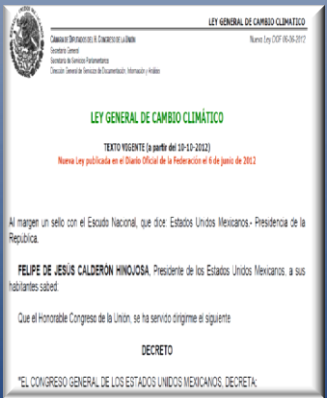 LEY GENERAL DE CAMBIO CLIMÁTICO
CÁMARA DE DIPUTADOS DEL H. CONGRESO DE LA UNIÓN
Nueva Ley DOF 06-06-2012
Secretaría General
Secretaría de Servicios Parlamentarios
Dirección General de Servicios de Documentación, Información y Análisis
LEY GENERAL DE CAMBIO CLIMÁTICO
TEXTO VIGENTE (a partir del 10-10-2012)
Nueva Ley publicada en el Diario Oficial de la Federación el 6 de junio de 2012
Al margen un sello con el Escudo Nacional, que dice: Estados Unidos Mexicanos.- Presidencia de la
República.
FELIPE DE JESÚS CALDERÓN HINOJOSA, Presidente de los Estados Unidos Mexicanos, a sus
habitantes sabed:
Que el Honorable Congreso de la Unión, se ha servido dirigirme el siguiente
DECRETO
"EL CONGRESO GENERAL DE LOS ESTADOS UNIDOS MEXICANOS, DECRETA: